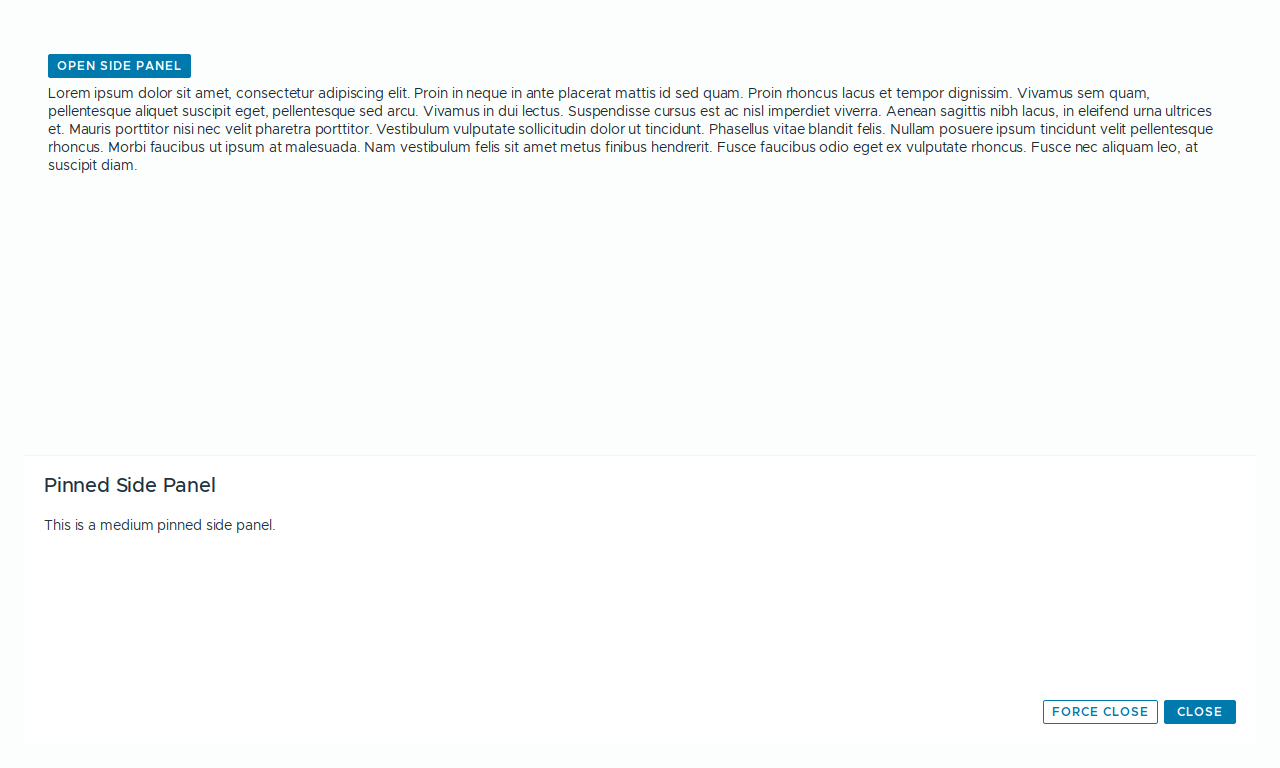 OPEN SIDE PANEL
Lorem ipsum dolor sit amet, consectetur adipiscing elit. Proin in neque in ante placerat mattis id sed quam. Proin rhoncus lacus et tempor dignissim. Vivamus sem quam,
pellentesque aliquet suscipit eget, pellentesque sed arcu. Vivamus in dui lectus. Suspendisse cursus est ac nisl imperdiet viverra. Aenean sagittis nibh lacus, in eleifend urna ultrices
et. Mauris porttitor nisi nec velit pharetra porttitor. Vestibulum vulputate sollicitudin dolor ut tincidunt. Phasellus vitae blandit felis. Nullam posuere ipsum tincidunt velit pellentesque
rhoncus. Morbi faucibus ut ipsum at malesuada. Nam vestibulum felis sit amet metus finibus hendrerit. Fusce faucibus odio eget ex vulputate rhoncus. Fusce nec aliquam leo, at
suscipit diam.
Pinned Side Panel
This is a medium pinned side panel.
FORCE CLOSE
CLOSE